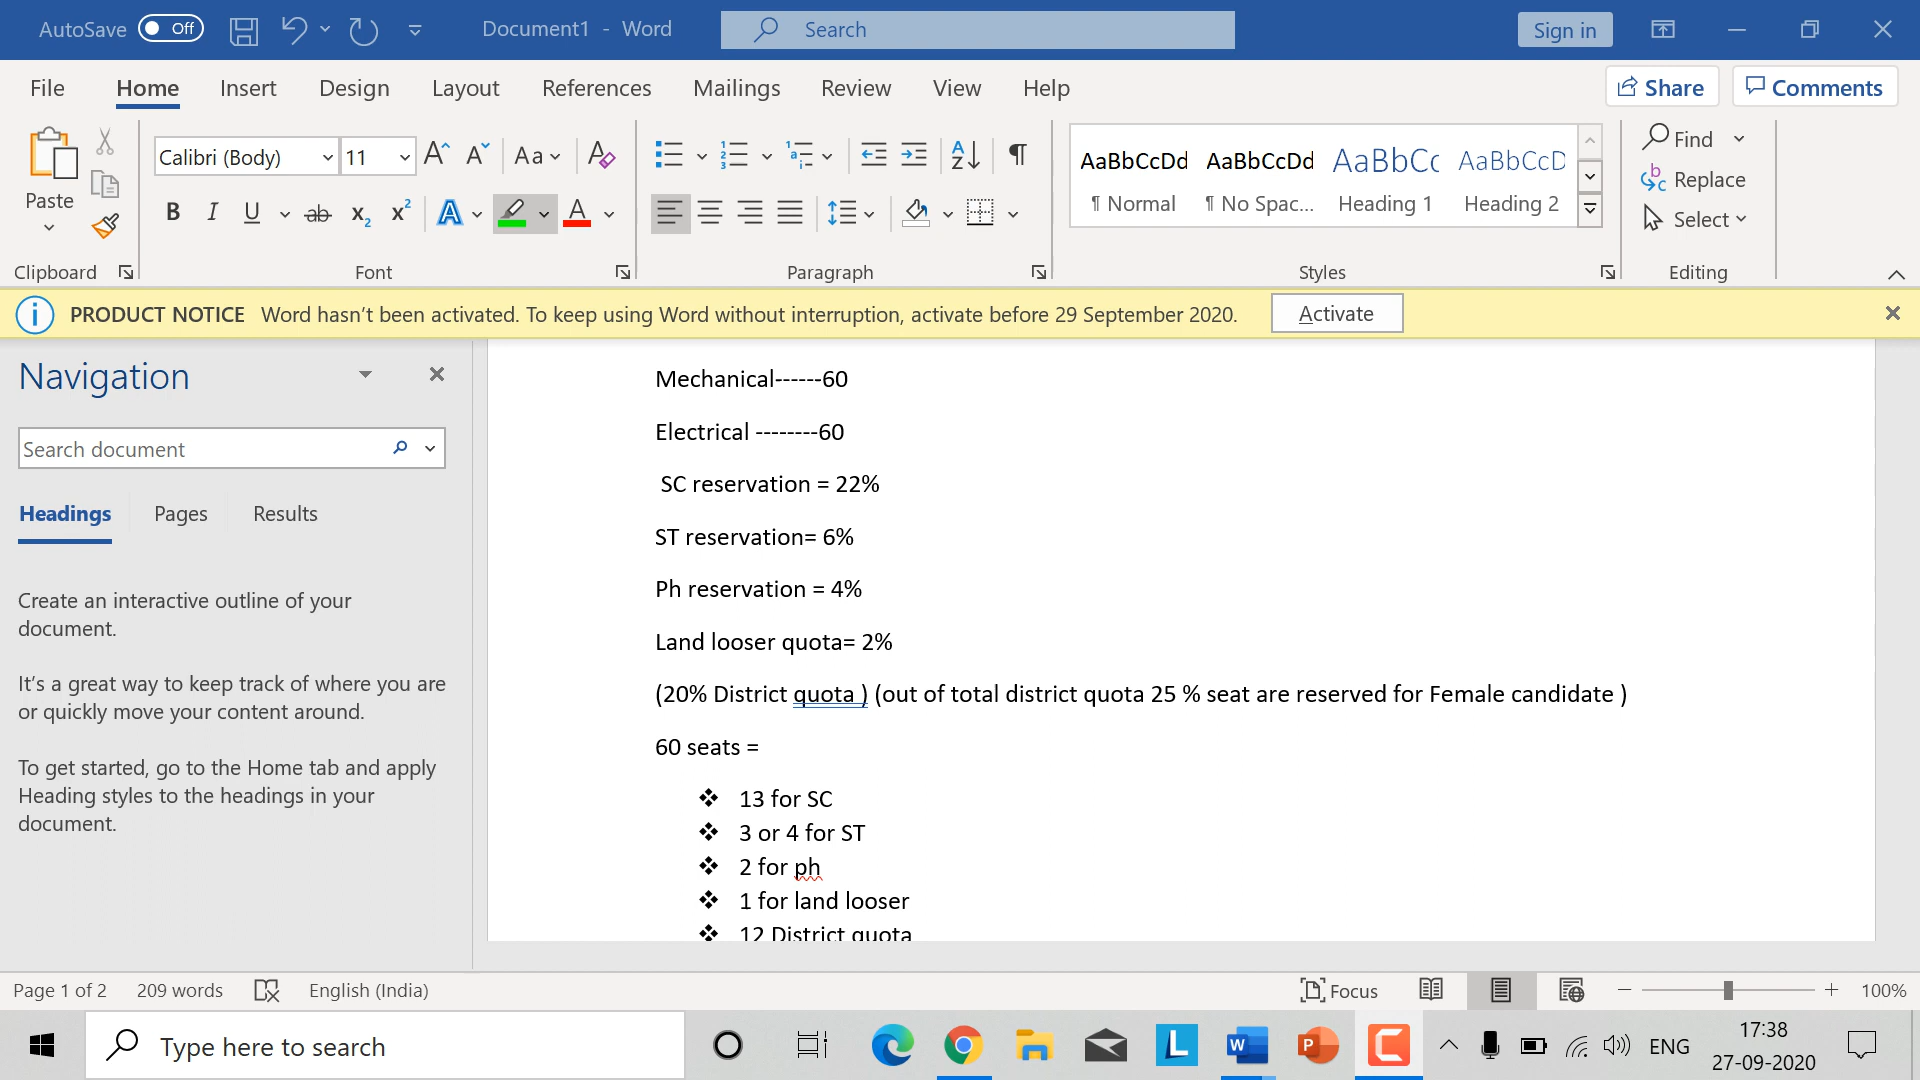 AutoSave Off Document1 - Word Search Sign in
File Home Insert Design Layout References Mailings Review View Help Share Comments
Paste
Calibri (Body) 11
Aa
B I U ab x₂ x² A A
AaBbCcDd AaBbCcDd AaBbCc AaBbCcD
¶ Normal ¶ No Spac... Heading 1 Heading 2
Find
Replace
Select
Clipboard Font Paragraph Styles Editing
PRODUCT NOTICE Word hasn't been activated. To keep using Word without interruption, activate before 29 September 2020. Activate
Navigation
Search document
Headings Pages Results
Create an interactive outline of your
document.
It's a great way to keep track of where you are
or quickly move your content around.
To get started, go to the Home tab and apply
Heading styles to the headings in your
document.
Mechanical------60
Electrical --------60
SC reservation = 22%
ST reservation= 6%
Ph reservation = 4%
Land looser quota= 2%
(20% District quota ) (out of total district quota 25 % seat are reserved for Female candidate )
60 seats =
❖ 13 for SC
❖ 3 or 4 for ST
❖ 2 for ph
❖ 1 for land looser
❖ 12 District quota
Page 1 of 2 209 words English (India) Focus 100%
Type here to search
ENG
17:38
27-09-2020